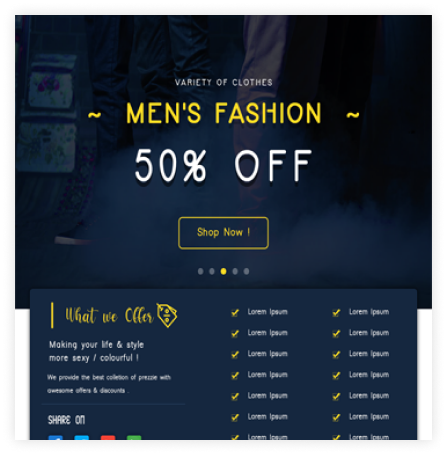 VARIETY OF CLOTHES
~ MEN'S FASHION ~
50% OFF
Shop Now !
What we Offer
Making your life & style
more sexy / colourful !
We provide the best colletion of prezzie with
awesome offers & discounts .
SHARE ON
Lorem Ipsum
Lorem Ipsum
Lorem Ipsum
Lorem Ipsum
Lorem Ipsum
Lorem Ipsum
Lorem Ipsum
Lorem Ipsum
Lorem Ipsum
Lorem Ipsum
Lorem Ipsum
Lorem Ipsum
Lorem Ipsum
Lorem Ipsum